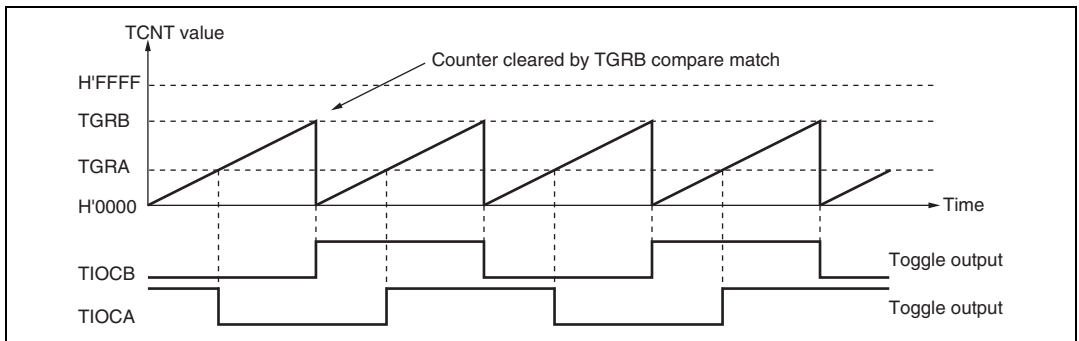 TCNT value
Counter cleared by TGRB compare match
H'FFFF
TGRB
TGRA
H'0000
Time
TIOCB
Toggle output
TIOCA
Toggle output